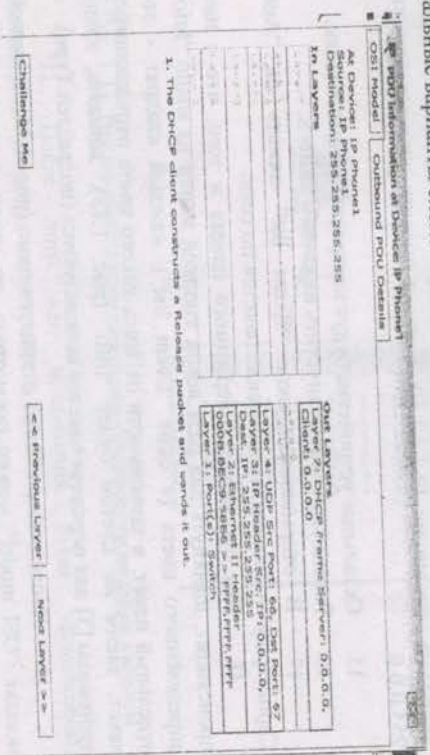 PDU Information at Device: IP Phone1
OSI Model
Outbound PDU Details
At Device: IP Phone1
Source: IP Phone1
Destination: 255.255.255.255
In Layers
Out Layers
Layer 7: DHCP Frame Server: 0.0.0.0,
Client: 0.0.0.0
Layer 4: UDP Src Port: 68, Dst Port: 67
Layer 3: IP Header Src. IP: 0.0.0.0,
Dest. IP: 255.255.255.255
Layer 2: Ethernet II Header
>> FFFF.FFFF.FFFF
Layer 1: Port(s): Switch
1. The DHCP client constructs a Release packet and sends it out.
Challenge Me
<< Previous Layer
Next Layer >>